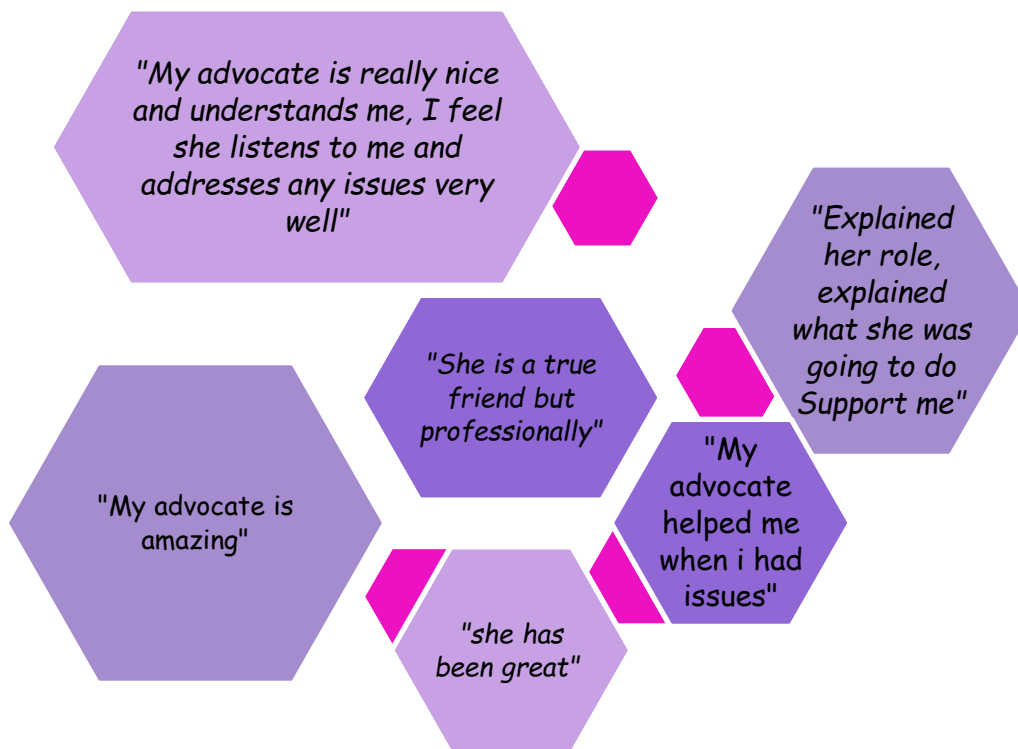 "My advocate is really nice
and understands me, I feel
she listens to me and
addresses any issues very
well"
"Explained
her role,
explained
what she was
going to do
Support me"
"She is a true
friend but
professionally"
"My
advocate
helped me
when i had
issues"
"My advocate is
amazing"
"she has
been great"